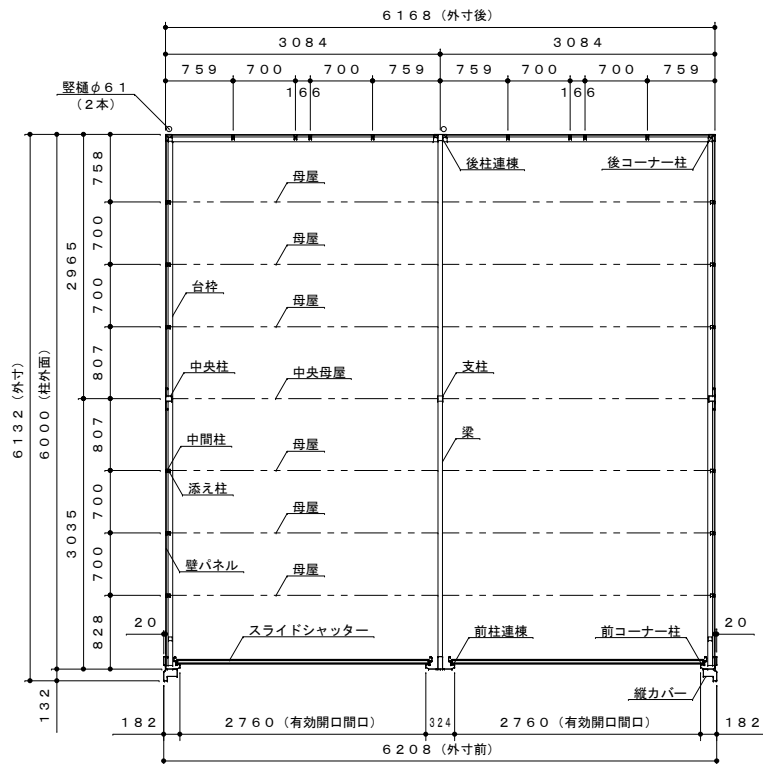 ６１６８（外寸後）
３０８４ ３０８４
７５９ ７００ ７００ ７５９ ７５９ ７００ ７００ ７５９
１６６ １６６
竪樋φ６１
（２本）
後柱連棟 後コーナー柱
７５８
母屋
７００
母屋
２９６５
７００
台枠
母屋
８０７
中央柱 中央母屋 支柱
６１３２（外寸）
６０００（柱外面）
８０７
梁
中間柱
母屋
添え柱
７００
母屋
３０３５
壁パネル
７００
母屋
２０ ２０
８２８
スライドシャッター 前柱連棟 前コーナー柱
縦カバー
１３２
１８２ ２７６０（有効開口間口） ３２４ ２７６０（有効開口間口） １８２
６２０８（外寸前）